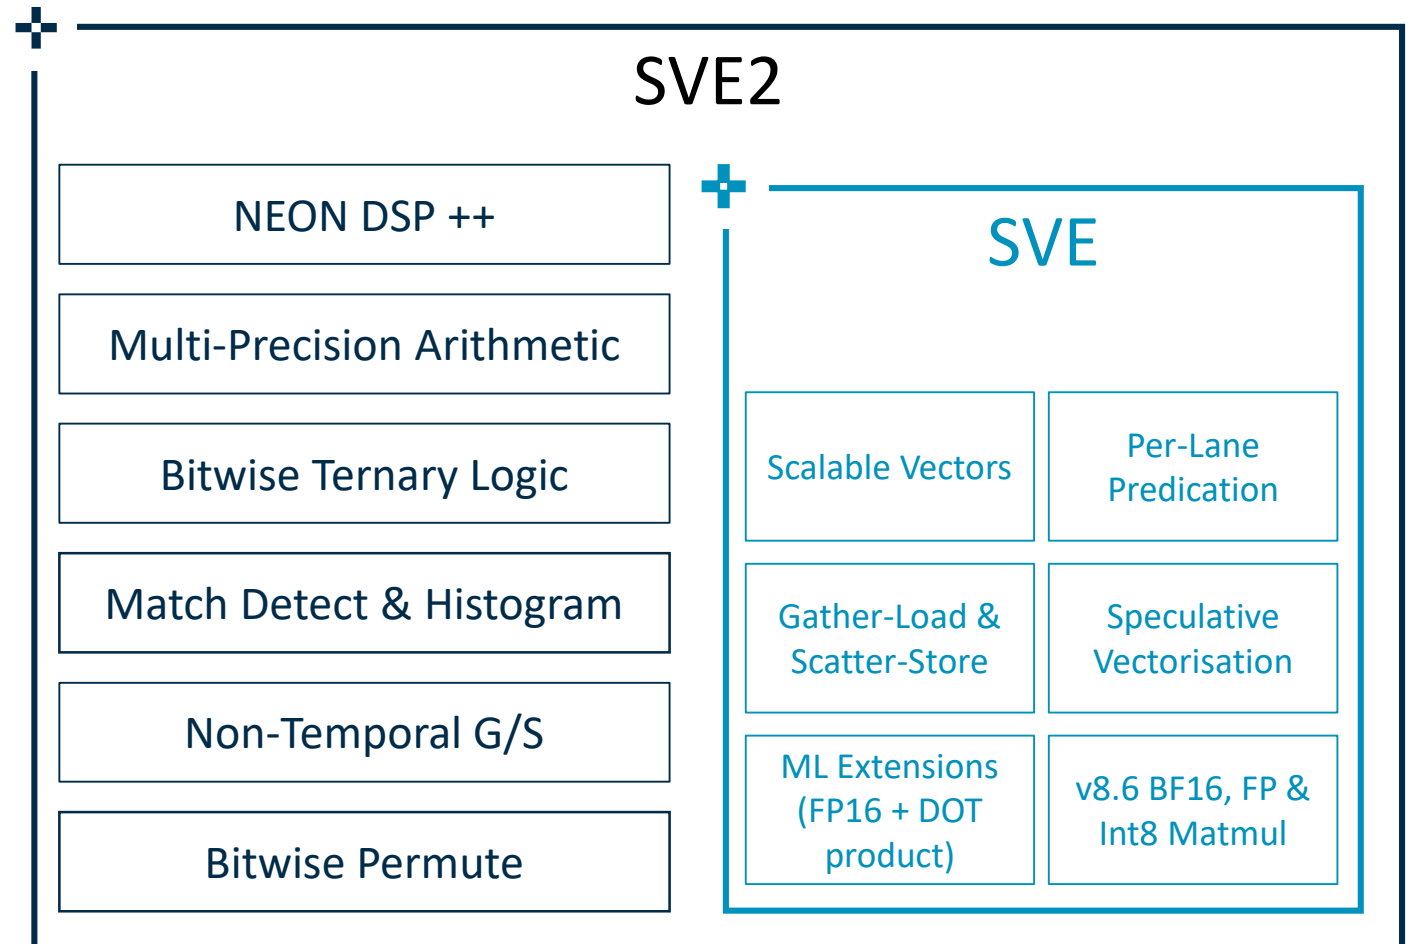 SVE2
NEON DSP ++
Multi-Precision Arithmetic
Bitwise Ternary Logic
Match Detect & Histogram
Non-Temporal G/S
Bitwise Permute
SVE
Scalable Vectors
Per-Lane
Predication
Gather-Load &
Scatter-Store
Speculative
Vectorisation
ML Extensions
(FP16 + DOT
product)
v8.6 BF16, FP &
Int8 Matmul